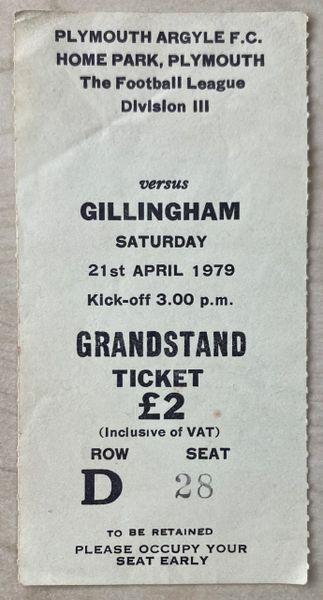 PLYMOUTH ARGYLE F.C.
HOME PARK, PLYMOUTH
The Football League
Division III
versus
GILLINGHAM
SATURDAY
21st APRIL 1979
Kick-off 3.00 p.m.
GRANDSTAND
TICKET
£2
(Inclusive of VAT)
ROW SEAT
D 28
TO BE RETAINED
PLEASE OCCUPY YOUR
SEAT EARLY